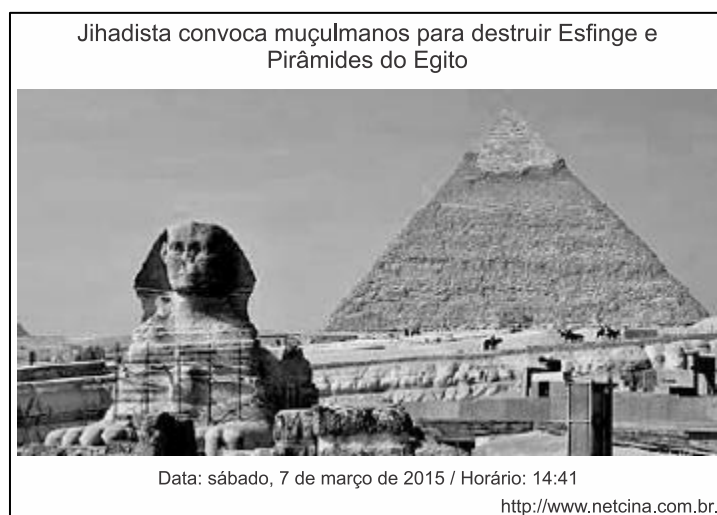 Jihadista convoca muçulmanos para destruir Esfinge e
Pirâmides do Egito
Data: sábado, 7 de março de 2015 / Horário: 14:41
http://www.netcina.com.br.